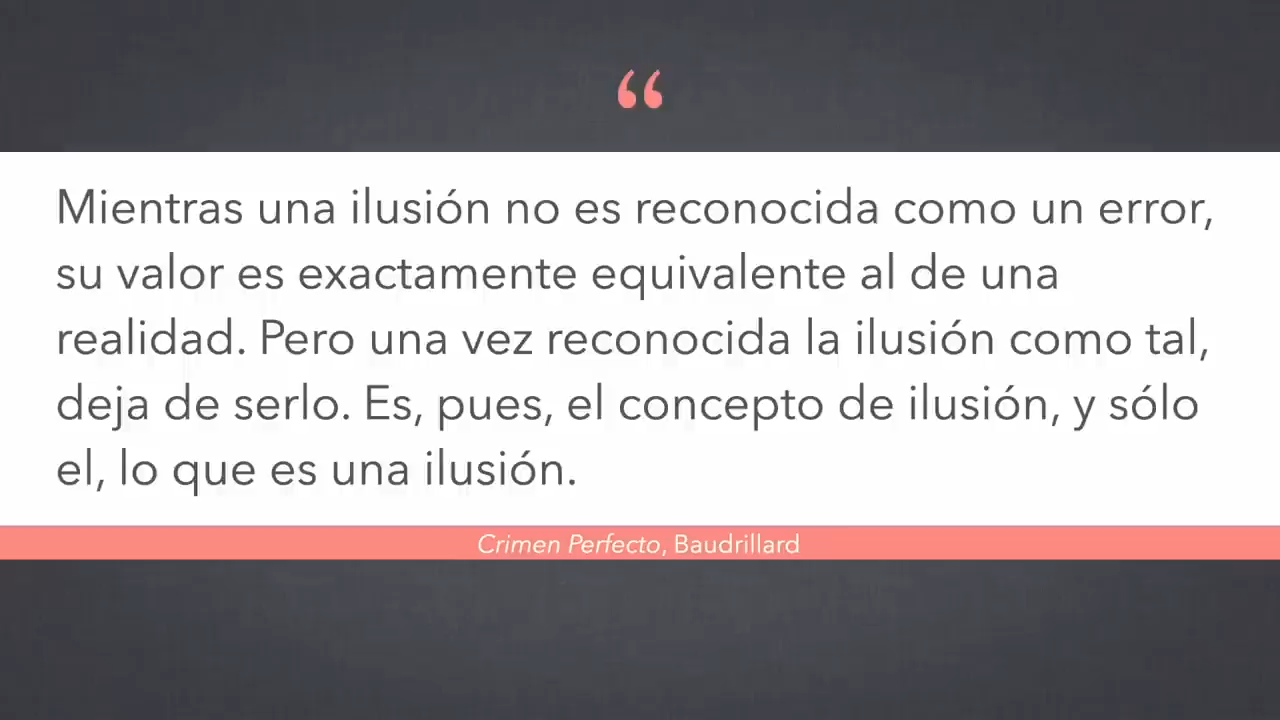 “
Mientras una ilusión no es reconocida como un error,
su valor es exactamente equivalente al de una
realidad. Pero una vez reconocida la ilusión como tal,
deja de serlo. Es, pues, el concepto de ilusión, y sólo
el, lo que es una ilusión.
Crimen Perfecto, Baudrillard